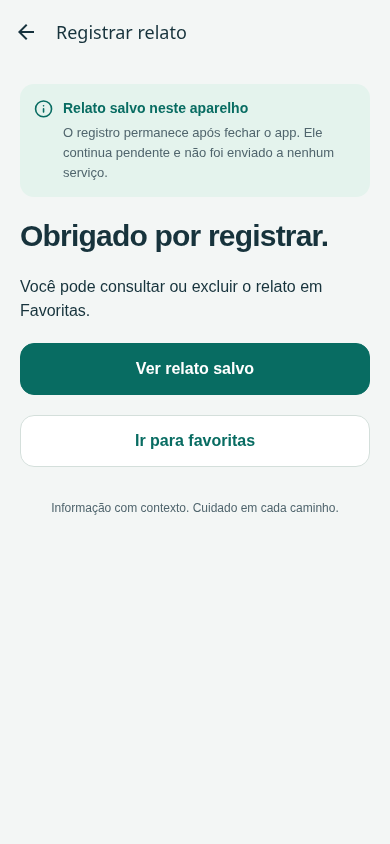 Registrar relato
Relato salvo neste aparelho
O registro permanece após fechar o app. Ele
continua pendente e não foi enviado a nenhum
serviço.
Obrigado por registrar.
Você pode consultar ou excluir o relato em
Favoritas.
Ver relato salvo
Ir para favoritas
Informação com contexto. Cuidado em cada caminho.